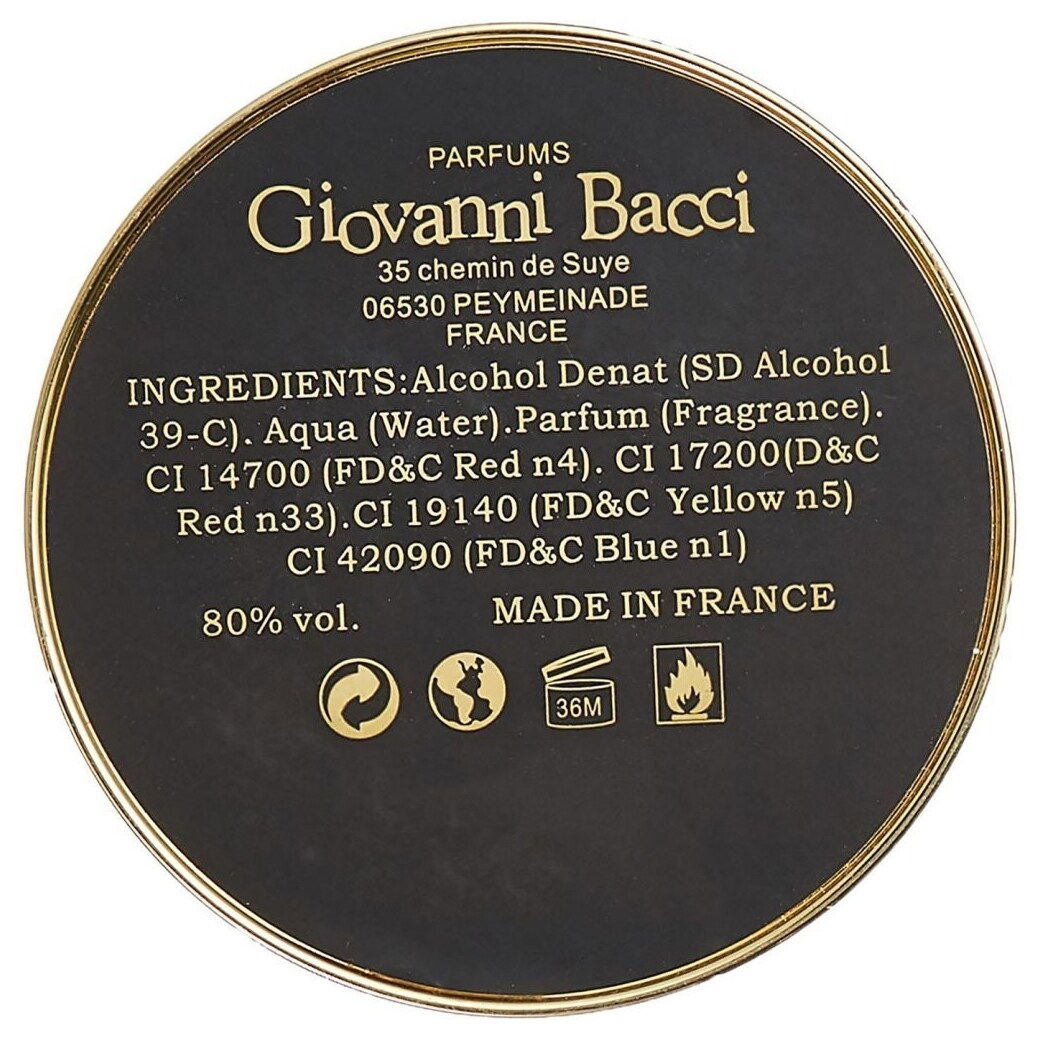 PARFUMS
Giovanni Bacci
35 chemin de Suye
06530 PEYMEINADE
FRANCE
INGREDIENTS:Alcohol Denat (SD Alcohol
39-C). Aqua (Water).Parfum (Fragrance).
CI 14700 (FD&C Red n4). CI 17200(D&C
Red n33).CI 19140 (FD&C Yellow n5)
CI 42090 (FD&C Blue n1)
80% vol. MADE IN FRANCE
36M